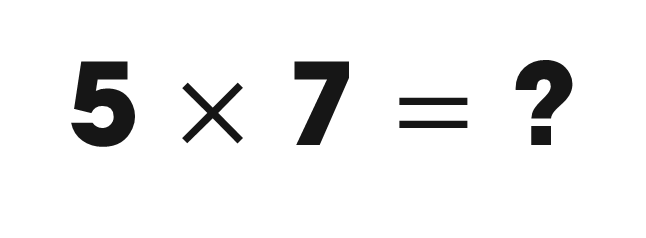 5 × 7 = ?